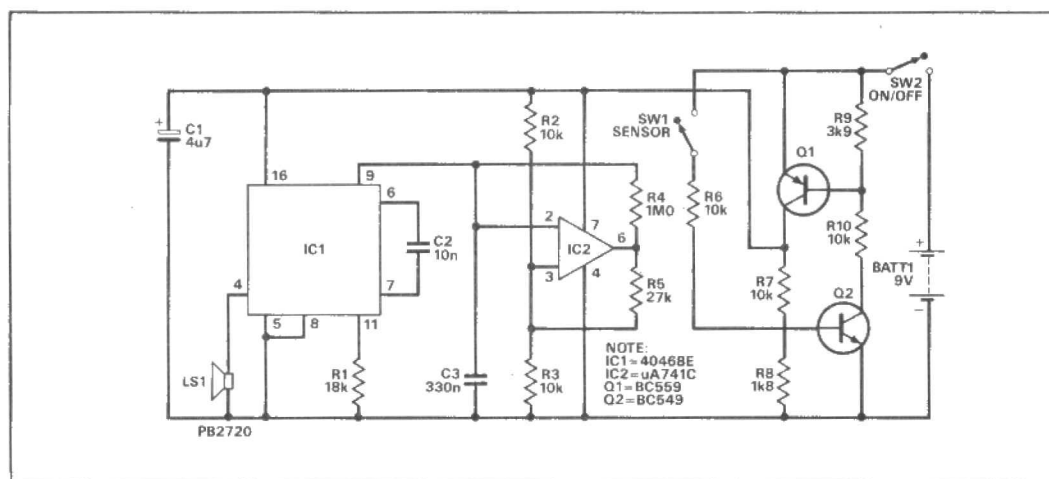 +
C1
4u7
16
9
6
7
4
5
8
11
IC1
C2
10n
LS1
PB2720
R1
18k
C3
330n
R2
10k
R3
10k
2
3
7
4
6
IC2
R4
1M0
R5
27k
SW1
SENSOR
R6
10k
R7
10k
R8
1k8
Q1
Q2
R9
3k9
R10
10k
SW2
ON/OFF
BATT1
9V
+
−
NOTE:
IC1=40468E
IC2=uA741C
Q1=BC559
Q2=BC549